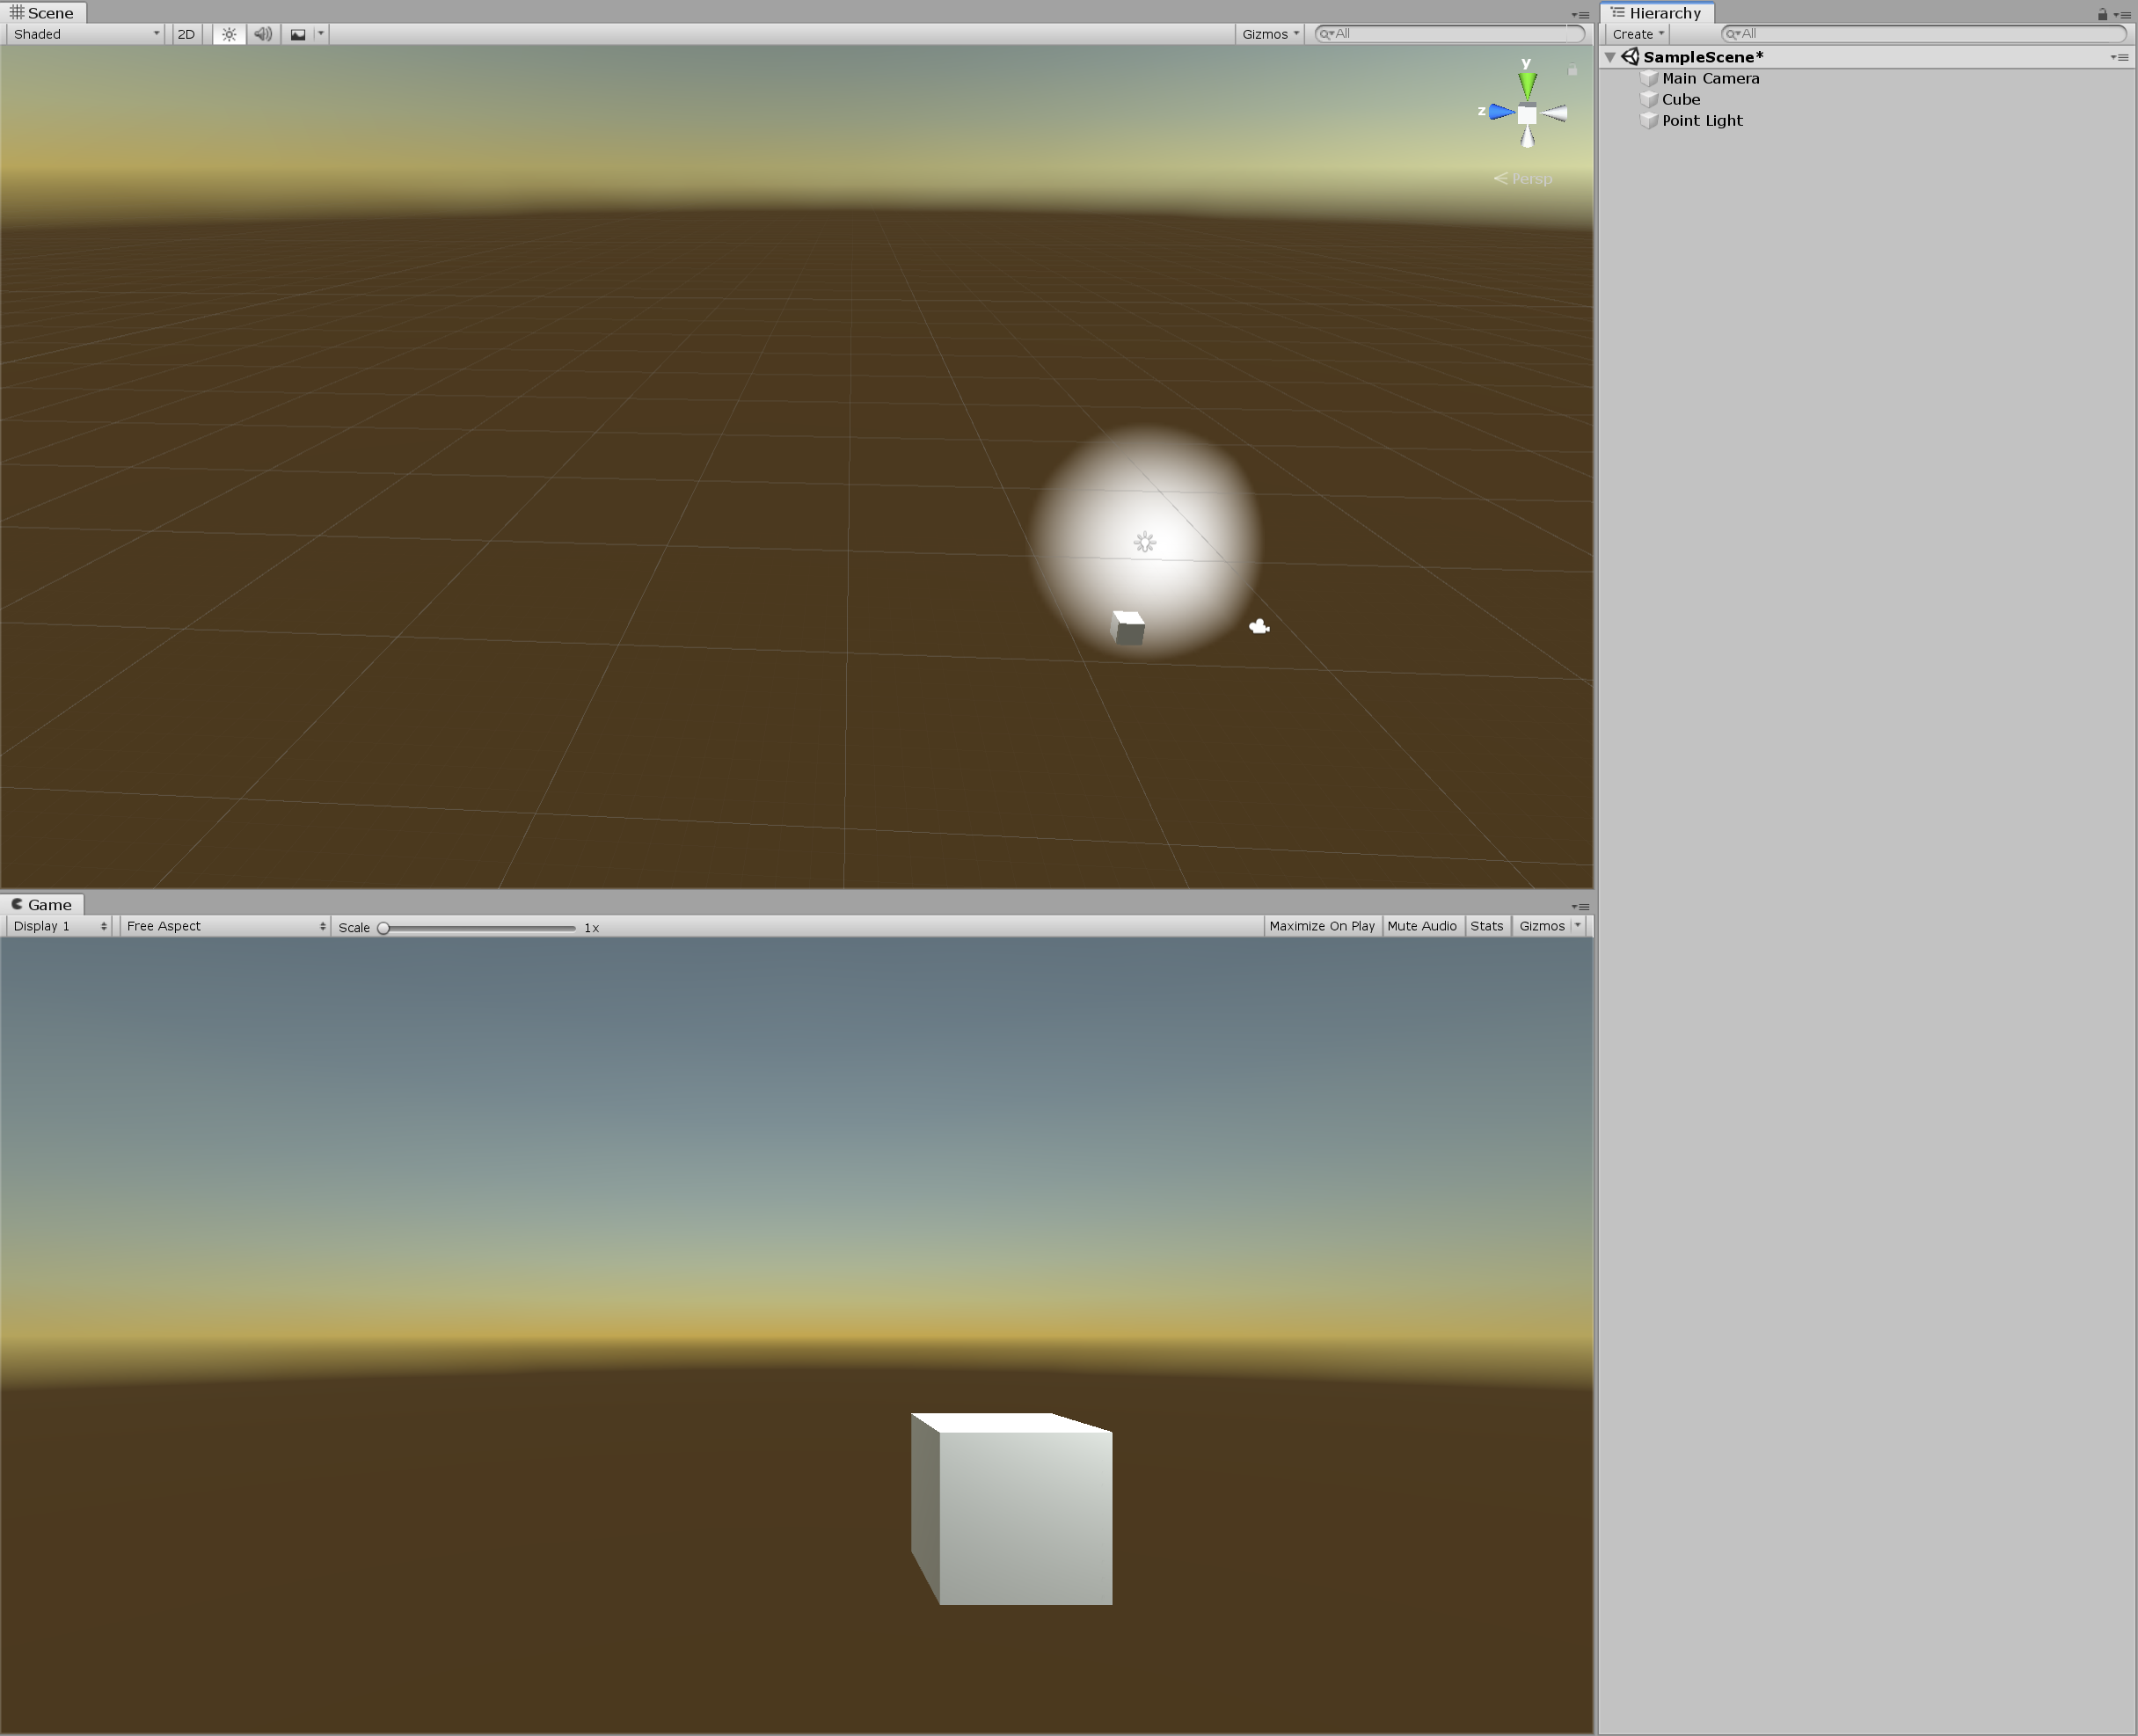 Scene
Shaded 2D Gizmos All
y
z
Persp
Game
Display 1 Free Aspect Scale 1x Maximize On Play Mute Audio Stats Gizmos
Hierarchy
Create All
SampleScene*
Main Camera
Cube
Point Light